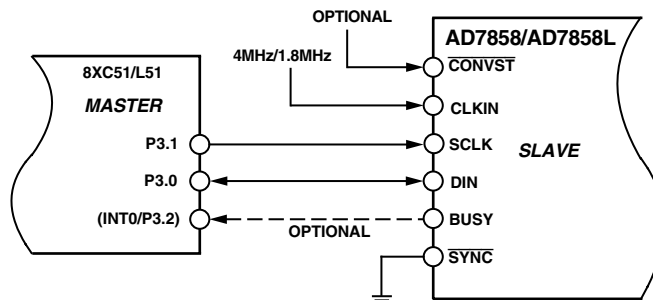 OPTIONAL
4MHz/1.8MHz
8XC51/L51
MASTER
P3.1
P3.0
(INT0/P3.2)
OPTIONAL
AD7858/AD7858L
CONVST
CLKIN
SCLK
SLAVE
DIN
BUSY
SYNC